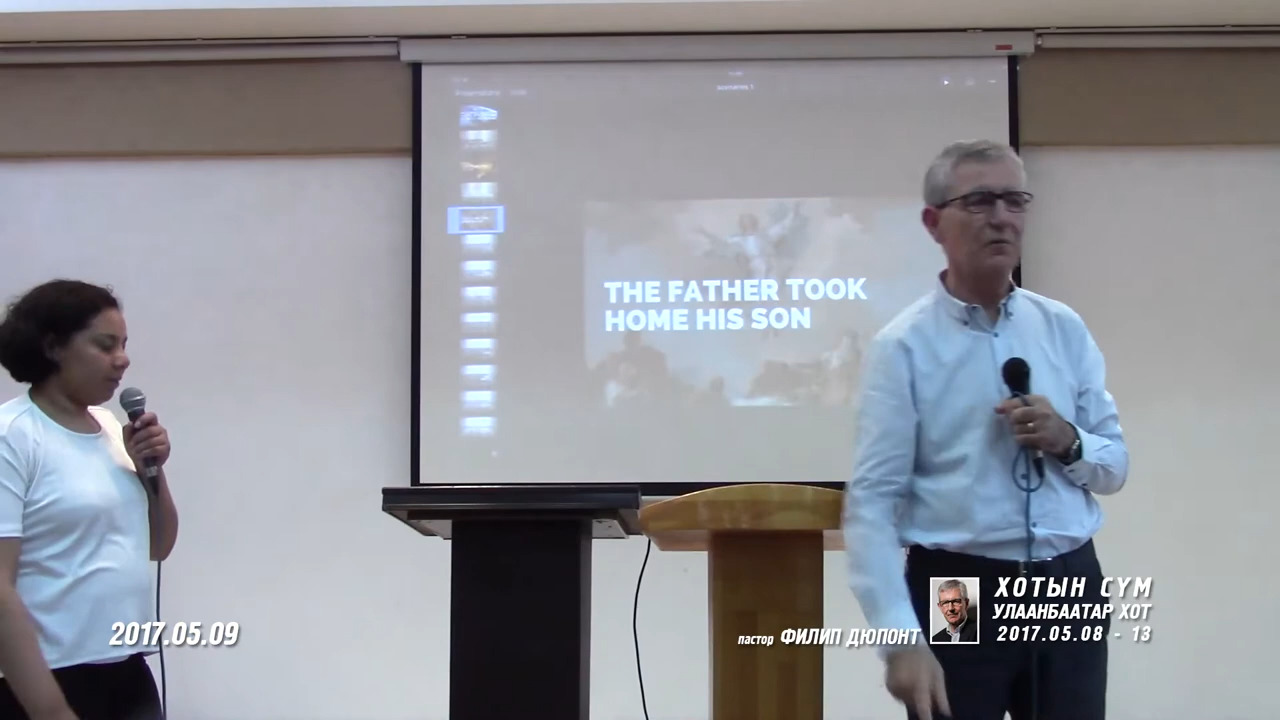 THE FATHER TOOK
HOME HIS SON
2017.05.09
пастор ФИЛИП ДЮПОНТ
ХОТЫН СҮМ
УЛААНБААТАР ХОТ
2017.05.08 - 13